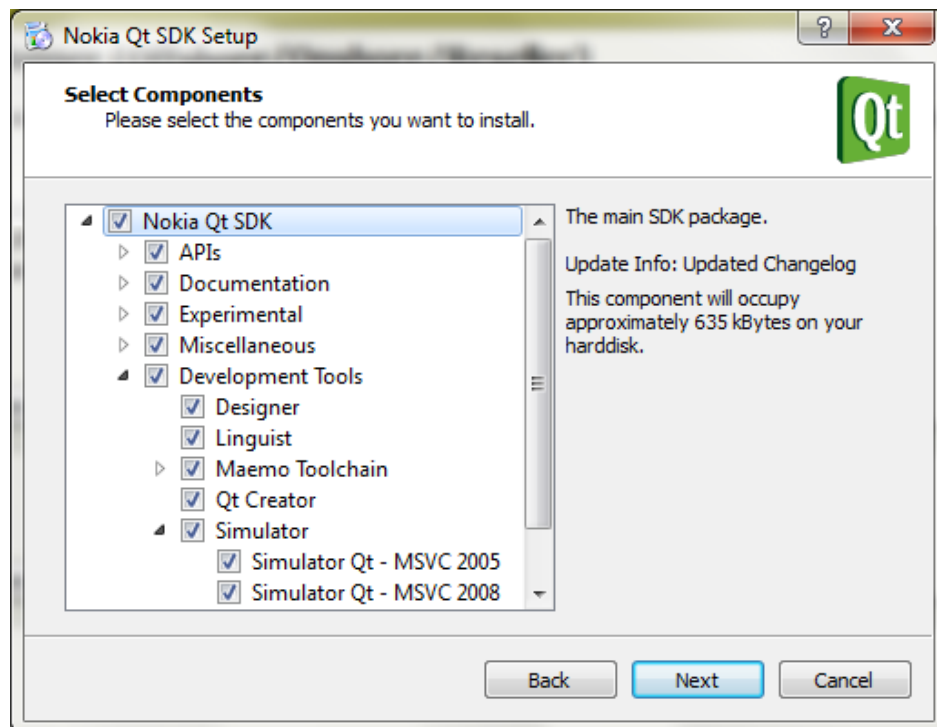 Nokia Qt SDK Setup
Select Components
Please select the components you want to install.
Qt
Nokia Qt SDK
APIs
Documentation
Experimental
Miscellaneous
Development Tools
Designer
Linguist
Maemo Toolchain
Qt Creator
Simulator
Simulator Qt - MSVC 2005
Simulator Qt - MSVC 2008
The main SDK package.
Update Info: Updated Changelog
This component will occupy
approximately 635 kBytes on your
harddisk.
Back
Next
Cancel